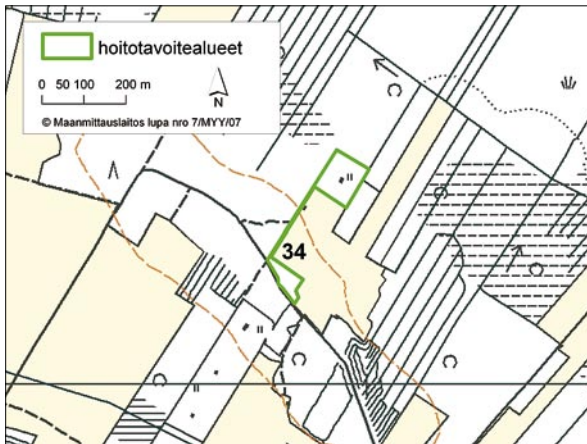 hoitotavoitealueet
0 50 100 200 m
N
© Maanmittauslaitos lupa nro 7/MYY/07
34